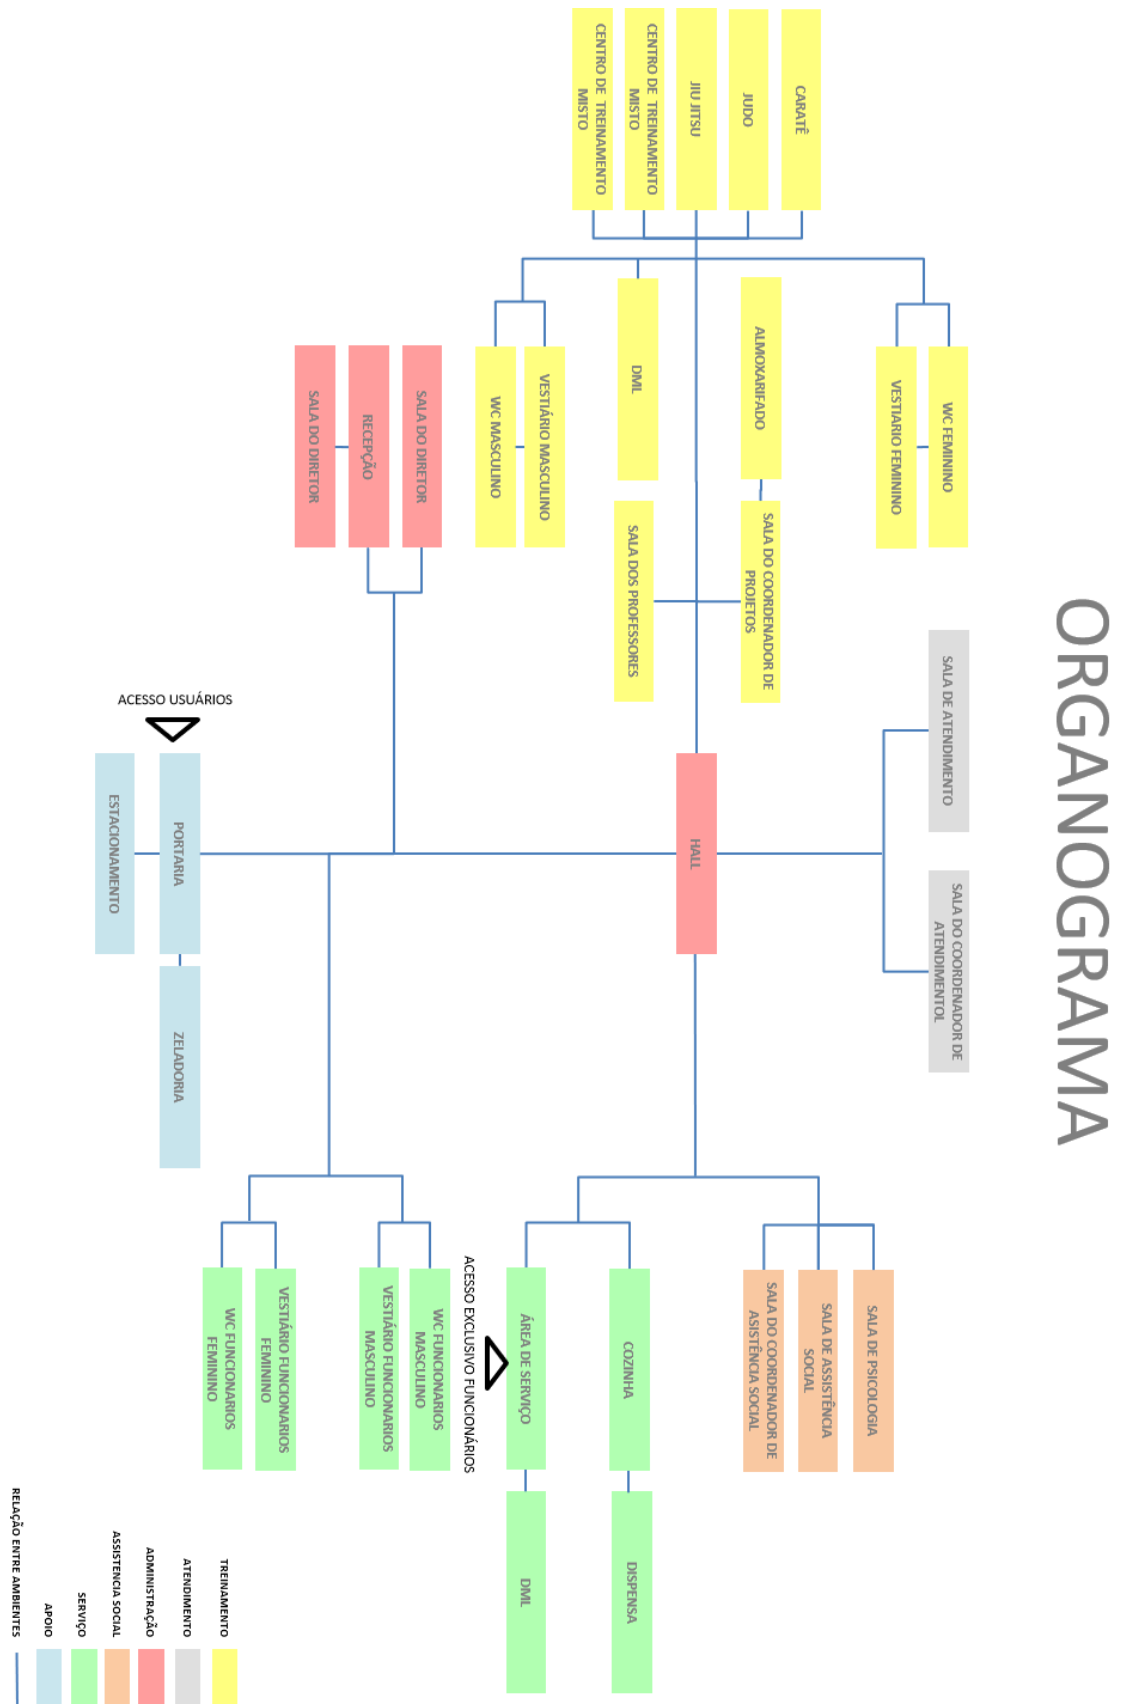 ORGANOGRAMA
CARATÊ
JUDO
JIU JITSU
CENTRO DE TREINAMENTO
MISTO
CENTRO DE TREINAMENTO
MISTO
WC FEMININO
VESTIARIO FEMININO
ALMOXARIFADO
DML
VESTIÁRIO MASCULINO
WC MASCULINO
SALA DO DIRETOR
RECEPÇÃO
SALA DO DIRETOR
SALA DO COORDENADOR DE
PROJETOS
SALA DOS PROFESSORES
SALA DE ATENDIMENTO
SALA DO COORDENADOR DE
ATENDIMENTOL
HALL
ACESSO USUÁRIOS
PORTARIA
ESTACIONAMENTO
ZELADORIA
SALA DE PSICOLOGIA
SALA DE ASSISTÊNCIA
SOCIAL
SALA DO COORDENADOR DE
ASISTÊNCIA SOCIAL
COZINHA
ÁREA DE SERVIÇO
ACESSO EXCLUSIVO FUNCIONÁRIOS
WC FUNCIONARIOS
MASCULINO
VESTIÁRIO FUNCIONARIOS
MASCULINO
VESTIÁRIO FUNCIONARIOS
FEMININO
WC FUNCIONARIOS
FEMININO
DISPENSA
DML
TREINAMENTO
ATENDIMENTO
ADMINISTRAÇÃO
ASSISTENCIA SOCIAL
SERVIÇO
APOIO
RELAÇÃO ENTRE AMBIENTES